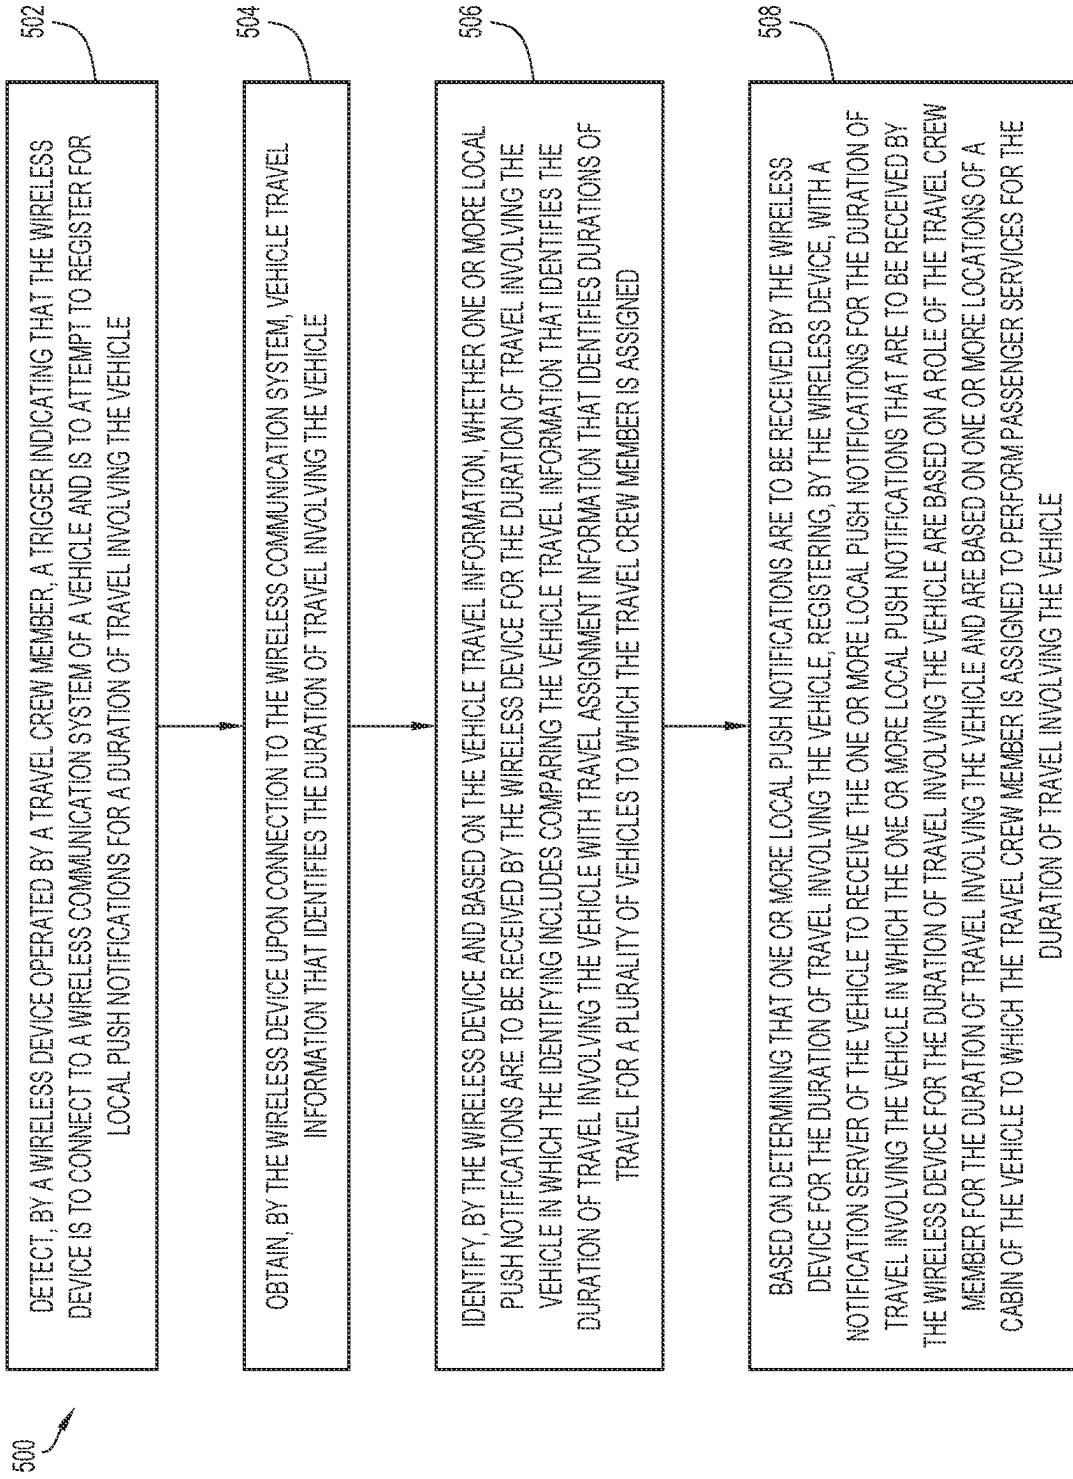 500
502
DETECT, BY A WIRELESS DEVICE OPERATED BY A TRAVEL CREW MEMBER, A TRIGGER INDICATING THAT THE WIRELESS
DEVICE IS TO CONNECT TO A WIRELESS COMMUNICATION SYSTEM OF A VEHICLE AND IS TO ATTEMPT TO REGISTER FOR
LOCAL PUSH NOTIFICATIONS FOR A DURATION OF TRAVEL INVOLVING THE VEHICLE
504
OBTAIN, BY THE WIRELESS DEVICE UPON CONNECTION TO THE WIRELESS COMMUNICATION SYSTEM, VEHICLE TRAVEL
INFORMATION THAT IDENTIFIES THE DURATION OF TRAVEL INVOLVING THE VEHICLE
506
IDENTIFY, BY THE WIRELESS DEVICE AND BASED ON THE VEHICLE TRAVEL INFORMATION, WHETHER ONE OR MORE LOCAL
PUSH NOTIFICATIONS ARE TO BE RECEIVED BY THE WIRELESS DEVICE FOR THE DURATION OF TRAVEL INVOLVING THE
VEHICLE IN WHICH THE IDENTIFYING INCLUDES COMPARING THE VEHICLE TRAVEL INFORMATION THAT IDENTIFIES THE
DURATION OF TRAVEL INVOLVING THE VEHICLE WITH TRAVEL ASSIGNMENT INFORMATION THAT IDENTIFIES DURATIONS OF
TRAVEL FOR A PLURALITY OF VEHICLES TO WHICH THE TRAVEL CREW MEMBER IS ASSIGNED
508
BASED ON DETERMINING THAT ONE OR MORE LOCAL PUSH NOTIFICATIONS ARE TO BE RECEIVED BY THE WIRELESS
DEVICE FOR THE DURATION OF TRAVEL INVOLVING THE VEHICLE, REGISTERING, BY THE WIRELESS DEVICE, WITH A
NOTIFICATION SERVER OF THE VEHICLE TO RECEIVE THE ONE OR MORE LOCAL PUSH NOTIFICATIONS FOR THE DURATION OF
TRAVEL INVOLVING THE VEHICLE IN WHICH THE ONE OR MORE LOCAL PUSH NOTIFICATIONS THAT ARE TO BE RECEIVED BY
THE WIRELESS DEVICE FOR THE DURATION OF TRAVEL INVOLVING THE VEHICLE ARE BASED ON A ROLE OF THE TRAVEL CREW
MEMBER FOR THE DURATION OF TRAVEL INVOLVING THE VEHICLE AND ARE BASED ON ONE OR MORE LOCATIONS OF A
CABIN OF THE VEHICLE TO WHICH THE TRAVEL CREW MEMBER IS ASSIGNED TO PERFORM PASSENGER SERVICES FOR THE
DURATION OF TRAVEL INVOLVING THE VEHICLE